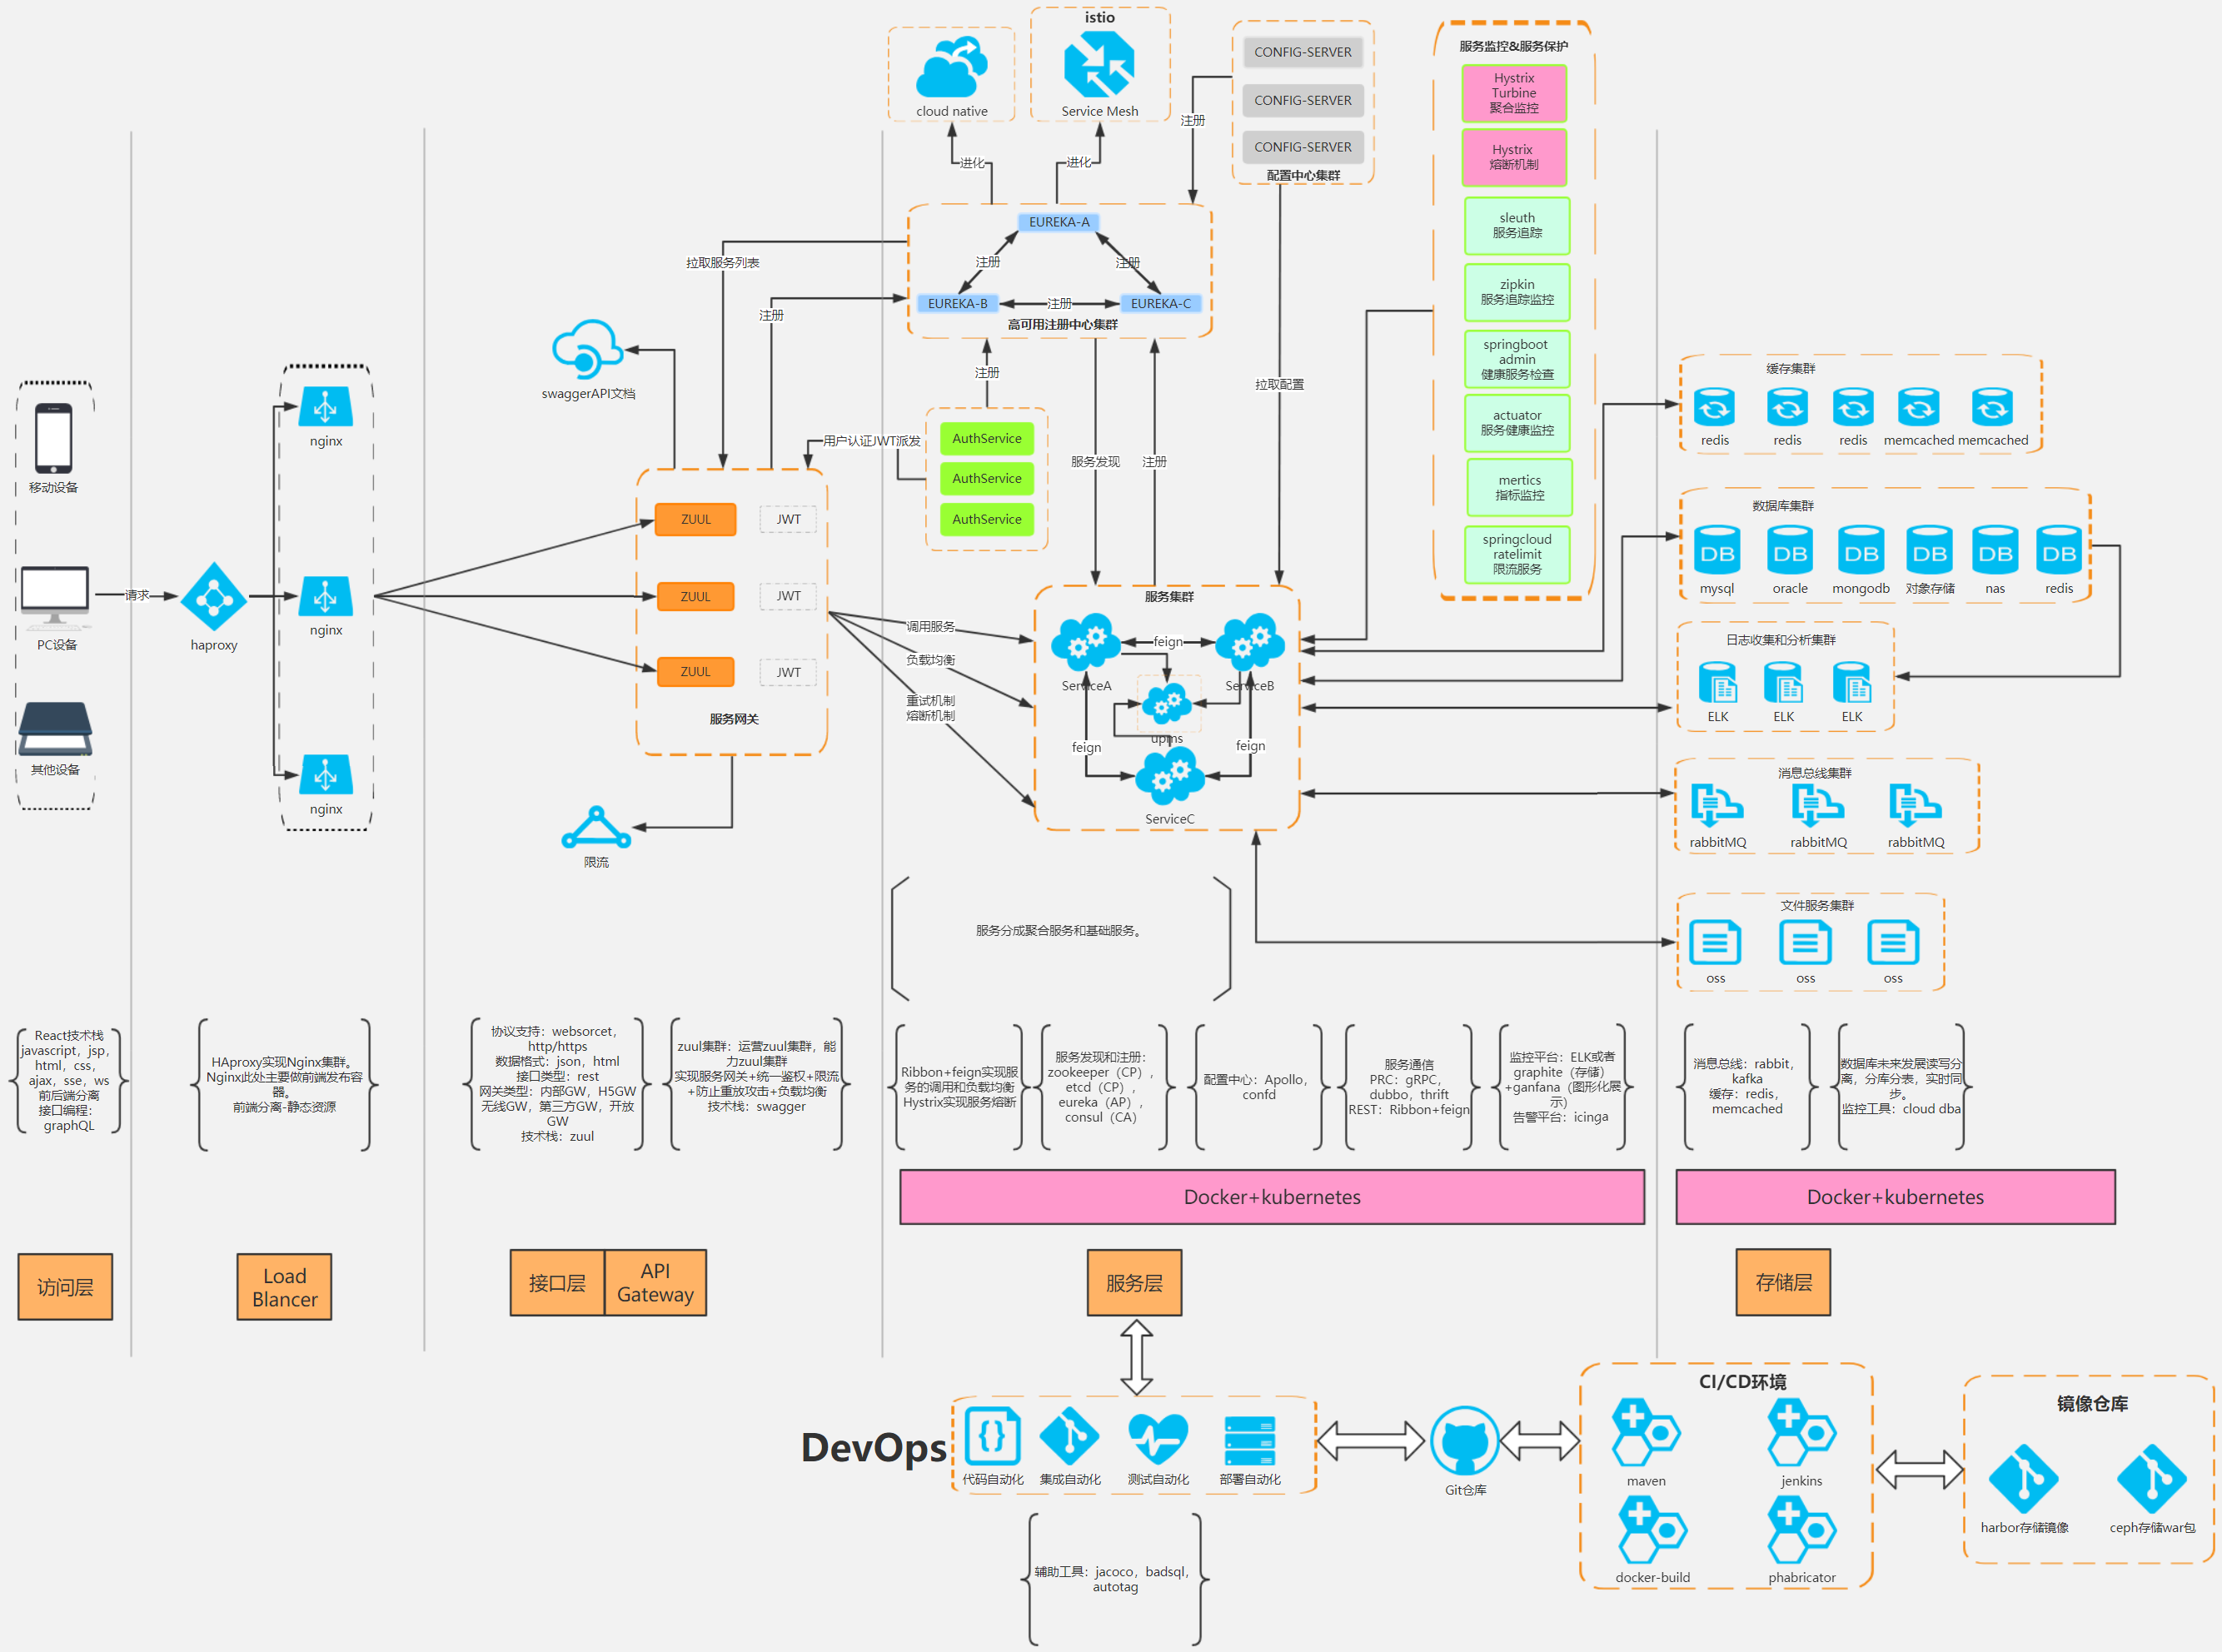 istio
cloud native
Service Mesh
进化
进化
CONFIG-SERVER
CONFIG-SERVER
CONFIG-SERVER
配置中心集群
注册
服务监控&服务保护
Hystrix
Turbine
聚合监控
Hystrix
熔断机制
sleuth
服务追踪
zipkin
服务追踪监控
springboot
admin
健康服务检查
actuator
服务健康监控
mertics
指标监控
springcloud
ratelimit
限流服务
EUREKA-A
注册
注册
EUREKA-B
注册
EUREKA-C
高可用注册中心集群
拉取服务列表
注册
注册
服务发现
注册
拉取配置
swaggerAPI文档
用户认证JWT派发
AuthService
AuthService
AuthService
移动设备
PC设备
其他设备
请求
haproxy
nginx
nginx
nginx
ZUUL
JWT
ZUUL
JWT
ZUUL
JWT
服务网关
限流
调用服务
负载均衡
重试机制
熔断机制
服务集群
feign
ServiceA
ServiceB
upms
feign
feign
ServiceC
缓存集群
redis
redis
redis
memcached
memcached
数据库集群
DB
DB
DB
DB
DB
DB
mysql
oracle
mongodb
对象存储
nas
redis
日志收集和分析集群
ELK
ELK
ELK
消息总线集群
rabbitMQ
rabbitMQ
rabbitMQ
文件服务集群
oss
oss
oss
服务分成聚合服务和基础服务。
React技术栈
javascript，jsp，
html，css，
ajax，sse，ws
前后端分离
接口编程：
graphQL
HAproxy实现Nginx集群。
Nginx此处主要做前端发布容
器。
前端分离-静态资源
协议支持：websorcet，
http/https
数据格式：json，html
接口类型：rest
网关类型：内部GW，H5GW
无线GW，第三方GW，开放
GW
技术栈：zuul
zuul集群：运营zuul集群，能
力zuul集群
实现服务网关+统一鉴权+限流
+防止重放攻击+负载均衡
技术栈：swagger
Ribbon+feign实现服
务的调用和负载均衡
Hystrix实现服务熔断
服务发现和注册：
zookeeper（CP），
etcd（CP），
eureka（AP），
consul（CA）
配置中心：Apollo，
confd
服务通信
PRC：gRPC，
dubbo，thrift
REST：Ribbon+feign
监控平台：ELK或者
graphite（存储）
+ganfana（图形化展
示）
告警平台：icinga
消息总线：rabbit，
kafka
缓存：redis，
memcached
数据库未来发展读写分
离，分库分表，实时同
步。
监控工具：cloud dba
Docker+kubernetes
Docker+kubernetes
访问层
Load
Blancer
接口层
API
Gateway
服务层
存储层
DevOps
代码自动化
集成自动化
测试自动化
部署自动化
Git仓库
CI/CD环境
maven
jenkins
docker-build
phabricator
镜像仓库
harbor存储镜像
ceph存储war包
辅助工具：jacoco，badsql，
autotag